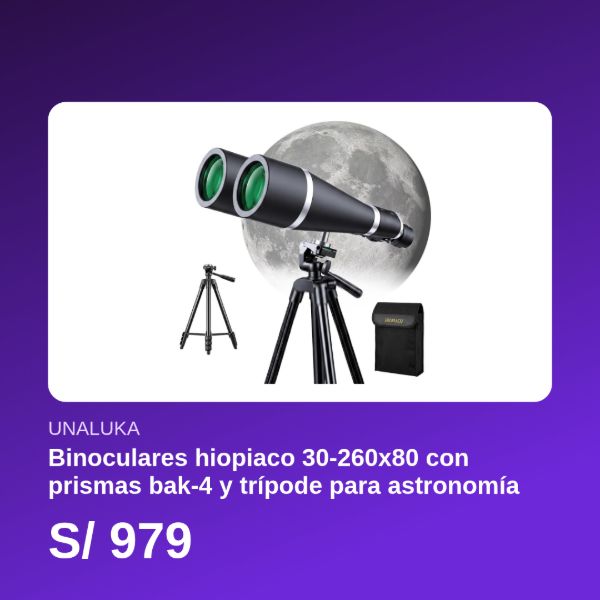 UNALUKA
Binoculares hiopiaco 30-260x80 con
prismas bak-4 y trípode para astronomía
S/ 979